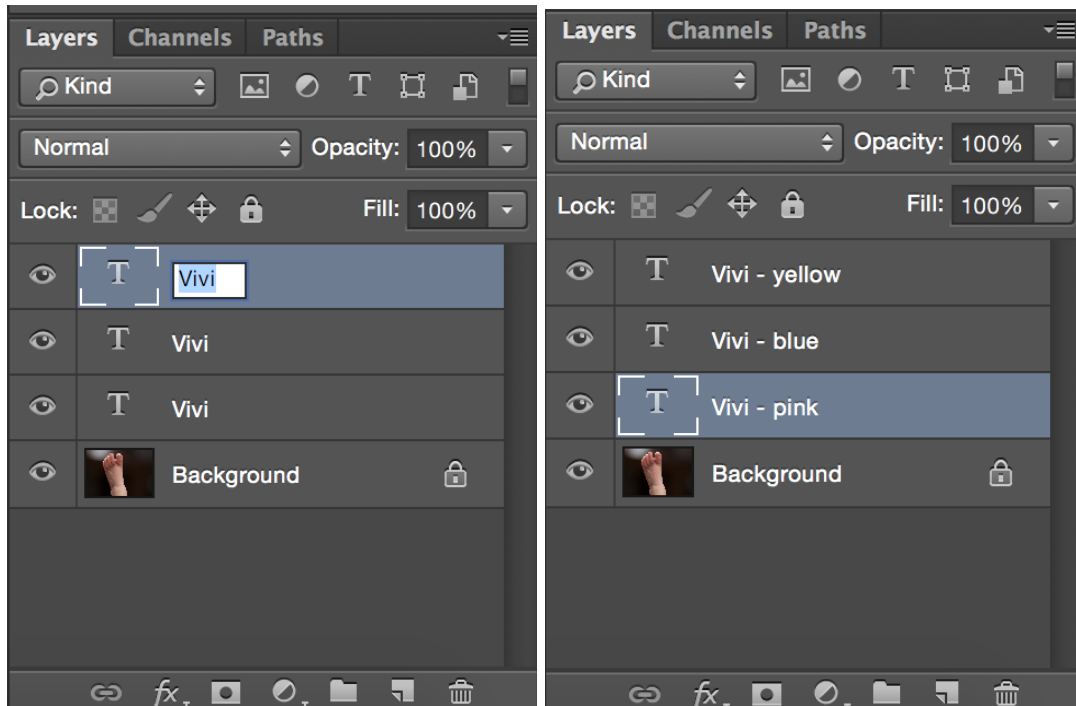 Layers Channels Paths
Kind
Normal Opacity: 100%
Lock: Fill: 100%
Vivi
Vivi
Vivi
Background
fx
Layers Channels Paths
Kind
Normal Opacity: 100%
Lock: Fill: 100%
Vivi - yellow
Vivi - blue
Vivi - pink
Background
fx